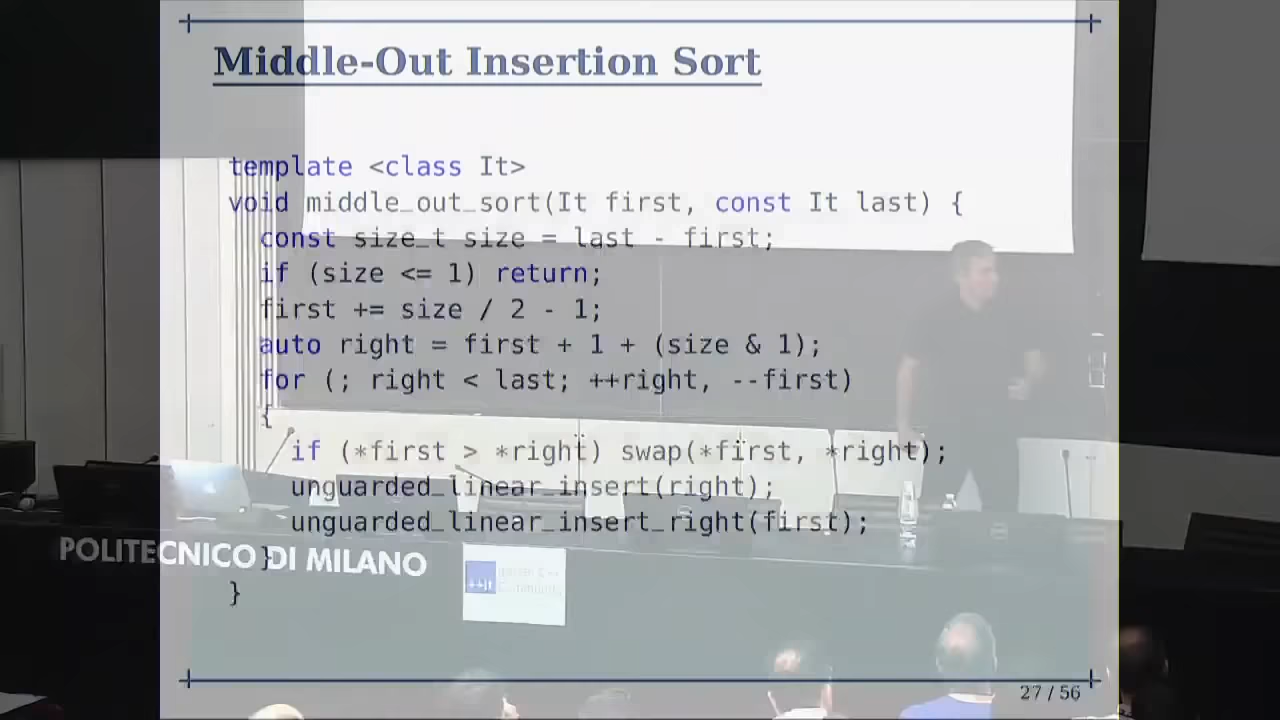 Middle-Out Insertion Sort
template <class It>
void middle_out_sort(It first, const It last) {
const size_t size = last - first;
if (size <= 1) return;
first += size / 2 - 1;
auto right = first + 1 + (size & 1);
for (; right < last; ++right, --first)
{
if (*first > *right) swap(*first, *right);
unguarded_linear_insert(right);
unguarded_linear_insert_right(first);
}
}
POLITECNICO DI MILANO
++it
27 / 56